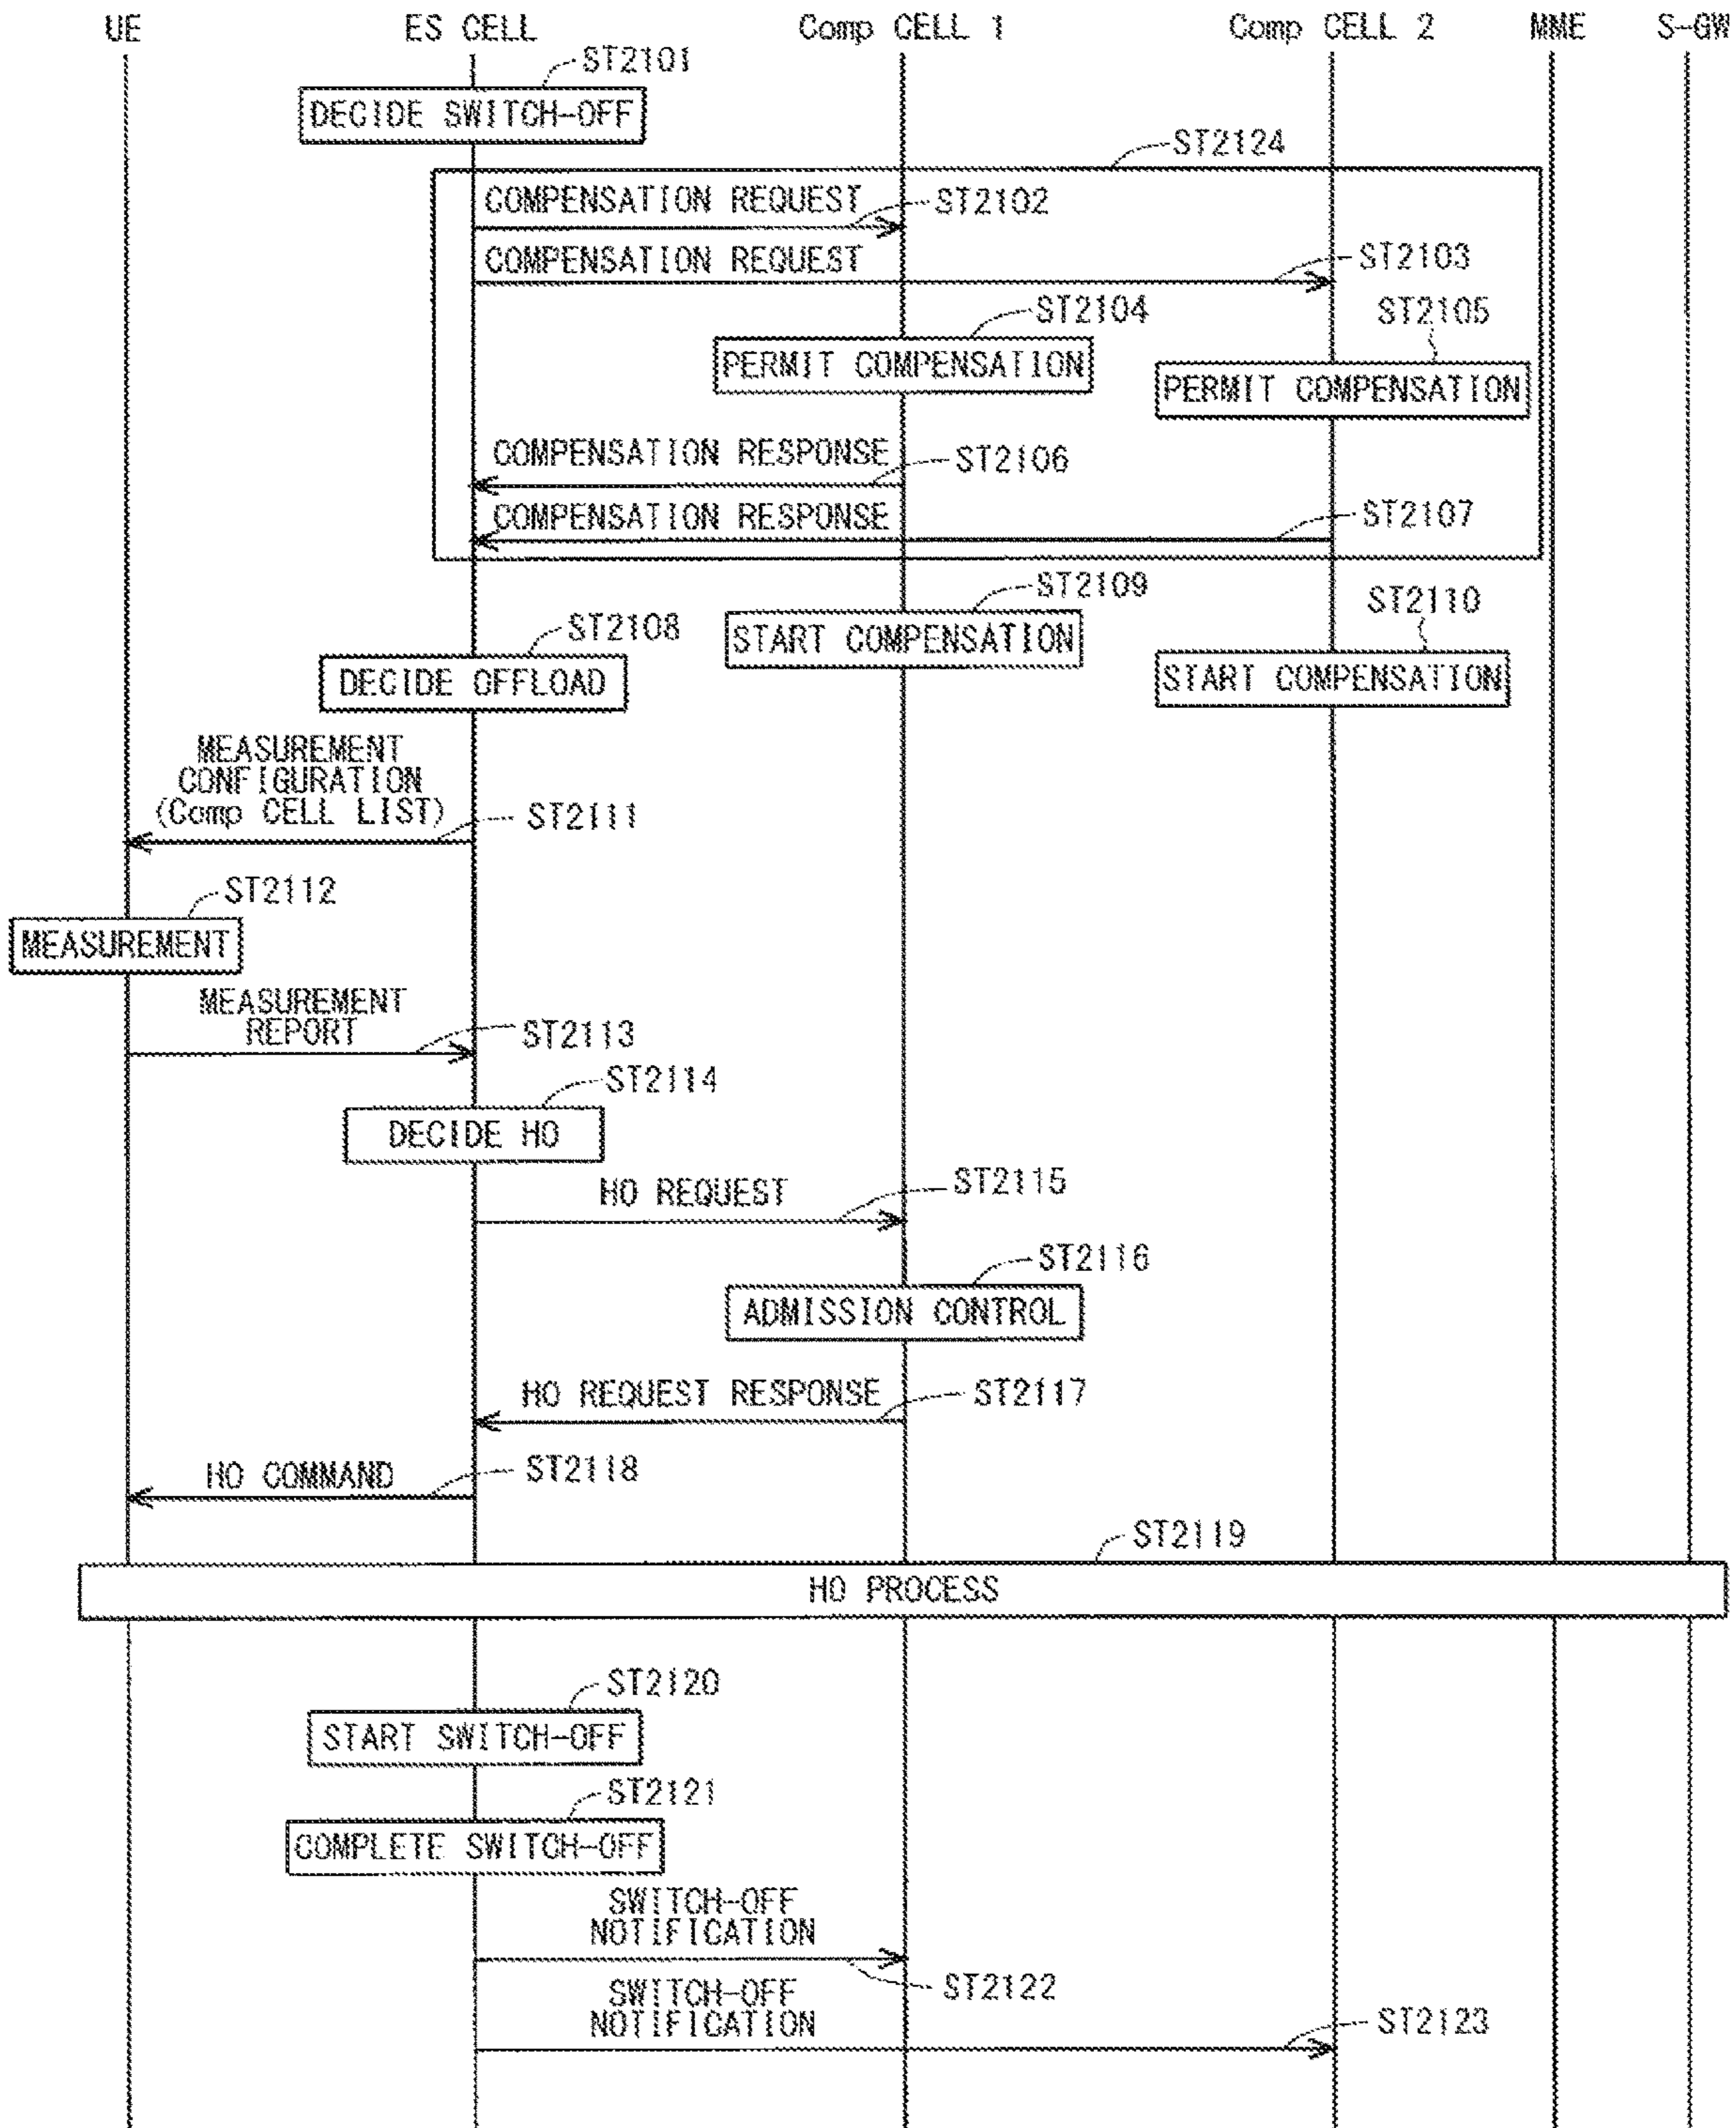 UE
ES CELL
Comp CELL 1
Comp CELL 2
MME
S-GW
ST2101
DECIDE SWITCH-OFF
ST2124
COMPENSATION REQUEST
ST2102
COMPENSATION REQUEST
ST2103
ST2104
ST2105
PERMIT COMPENSATION
PERMIT COMPENSATION
COMPENSATION RESPONSE
ST2106
COMPENSATION RESPONSE
ST2107
ST2109
ST2110
ST2108
START COMPENSATION
DECIDE OFFLOAD
START COMPENSATION
MEASUREMENT
CONFIGURATION
(Comp CELL LIST)
ST2111
ST2112
MEASUREMENT
MEASUREMENT
REPORT
ST2113
ST2114
DECIDE HO
HO REQUEST
ST2115
ST2116
ADMISSION CONTROL
HO REQUEST RESPONSE
ST2117
HO COMMAND
ST2118
ST2119
HO PROCESS
ST2120
START SWITCH-OFF
ST2121
COMPLETE SWITCH-OFF
SWITCH-OFF
NOTIFICATION
ST2122
SWITCH-OFF
NOTIFICATION
ST2123